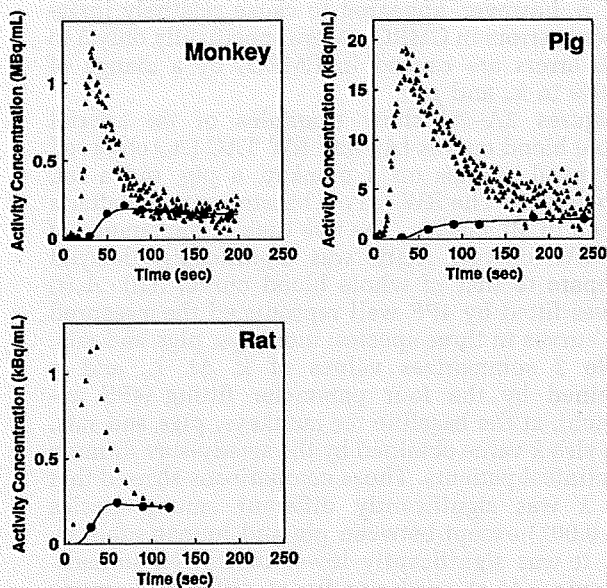 Monkey
Activity Concentration (MBq/mL)
1
0.5
0
0 50 100 150 200 250
Time (sec)
Pig
Activity Concentration (kBq/mL)
20
15
10
5
0
0 50 100 150 200 250
Time (sec)
Rat
Activity Concentration (kBq/mL)
1
0.5
0
0 50 100 150 200 250
Time (sec)